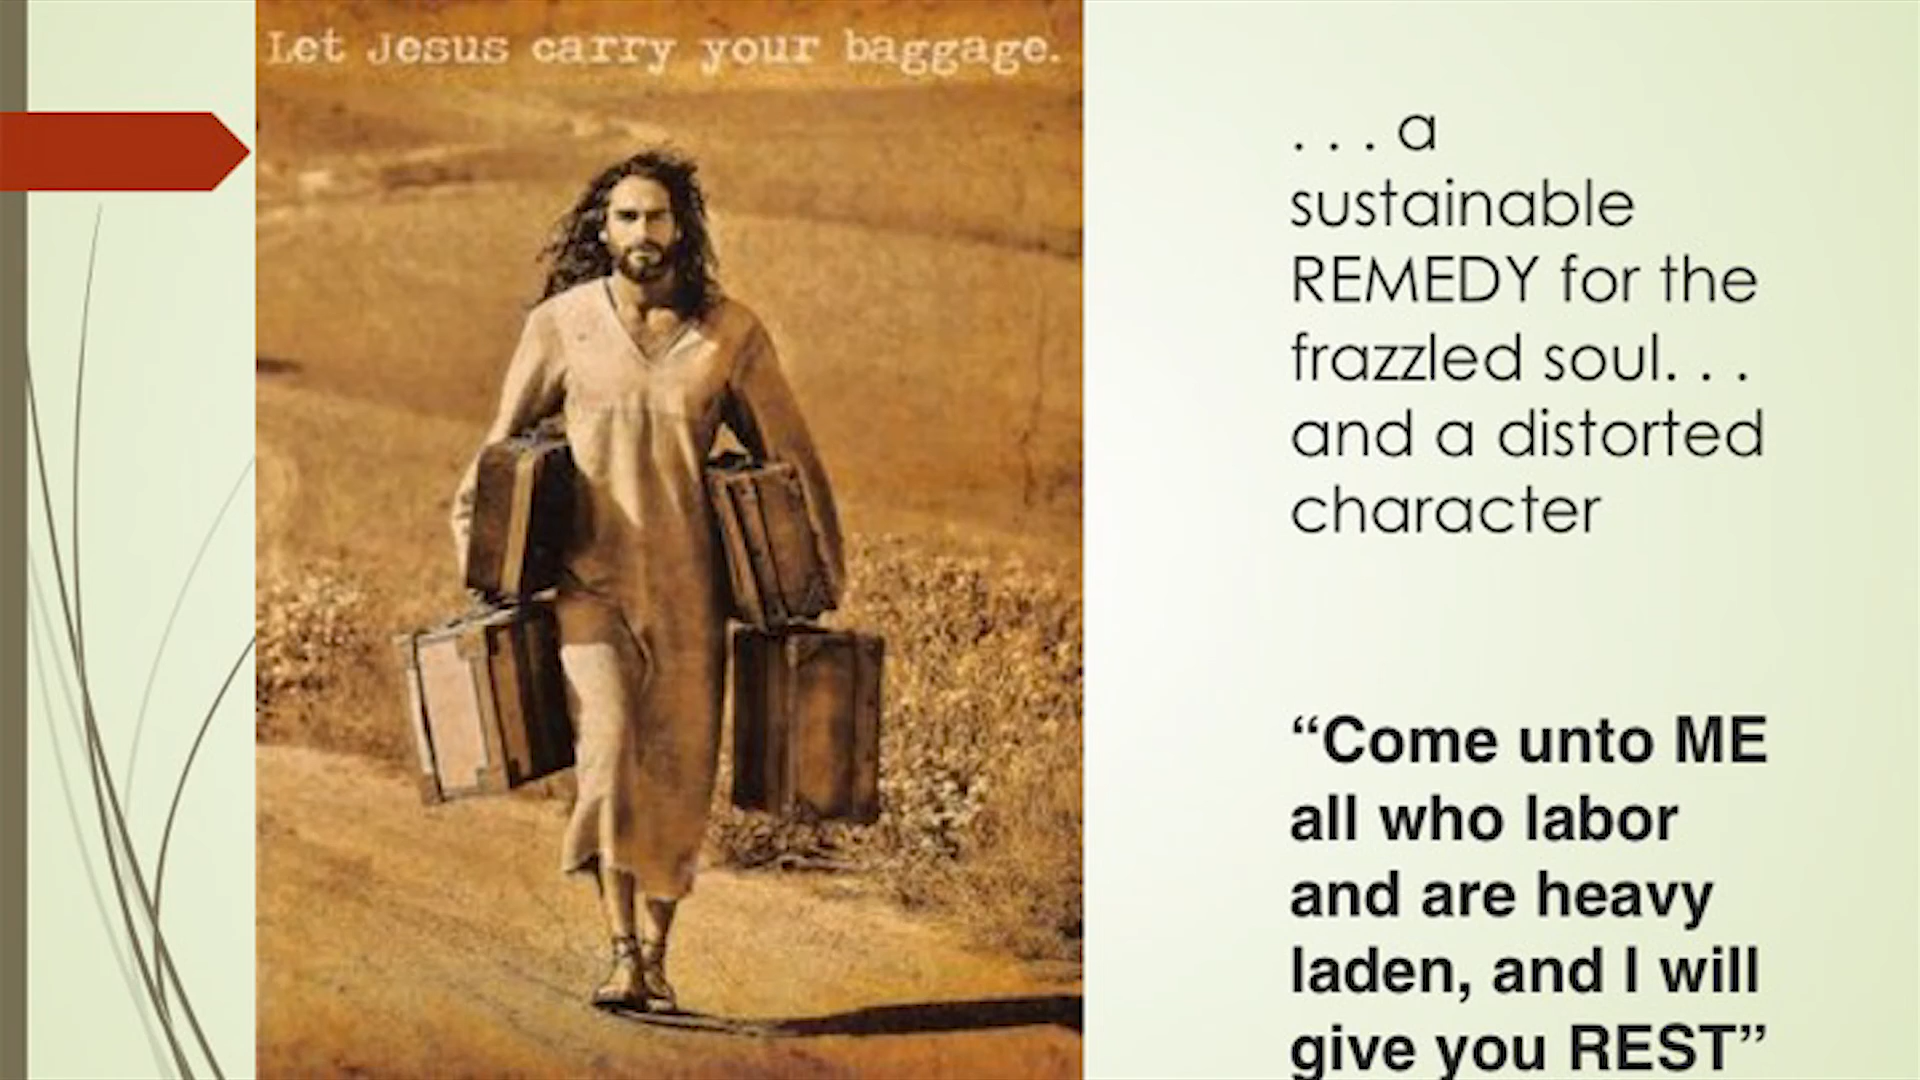 Let Jesus carry your baggage.
. . . a
sustainable
REMEDY for the
frazzled soul. . .
and a distorted
character
“Come unto ME
all who labor
and are heavy
laden, and I will
give you REST”